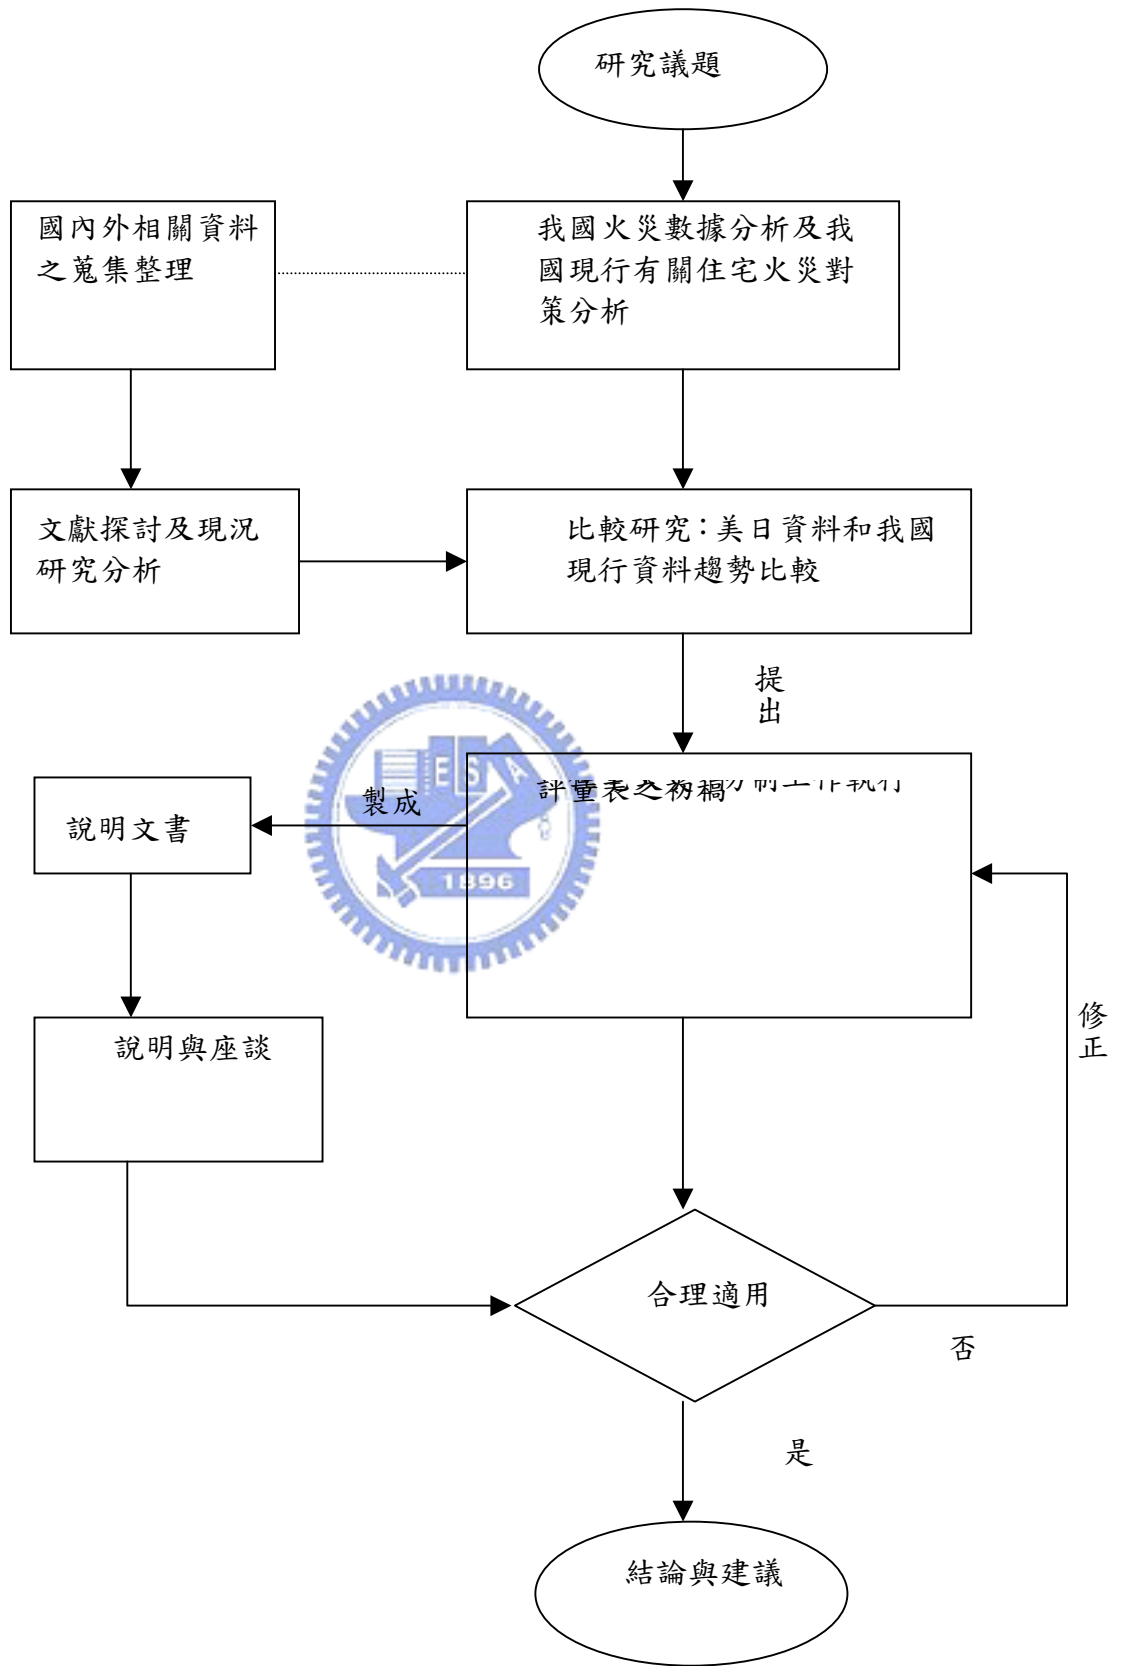 研究議題
國內外相關資料
之蒐集整理
我國火災數據分析及我
國現行有關住宅火災對
策分析
文獻探討及現況
研究分析
比較研究：美日資料和我國
現行資料趨勢比較
提出
ESA
1896
評量表之初稿
製成
說明文書
說明與座談
修正
合理適用
否
是
結論與建議